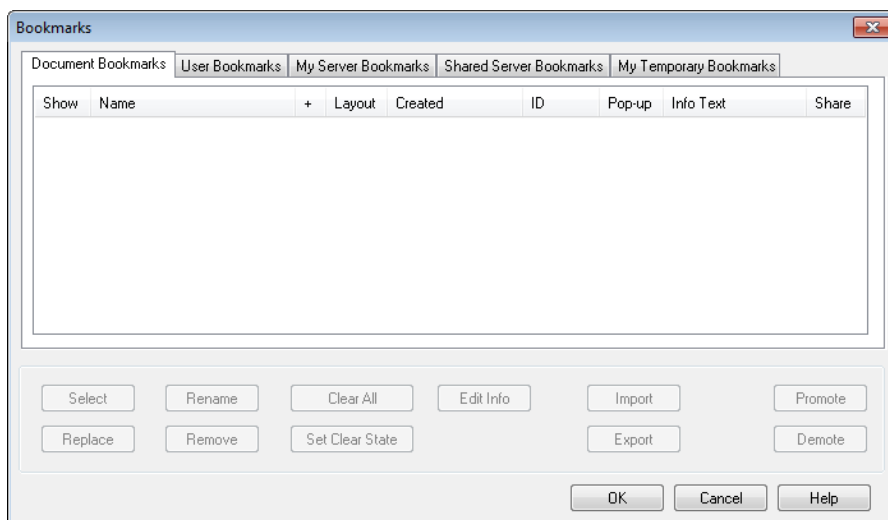 Bookmarks
Document Bookmarks User Bookmarks My Server Bookmarks Shared Server Bookmarks My Temporary Bookmarks
Show Name + Layout Created ID Pop-up Info Text Share
Select Rename Clear All Edit Info Import Promote
Replace Remove Set Clear State Export Demote
OK Cancel Help